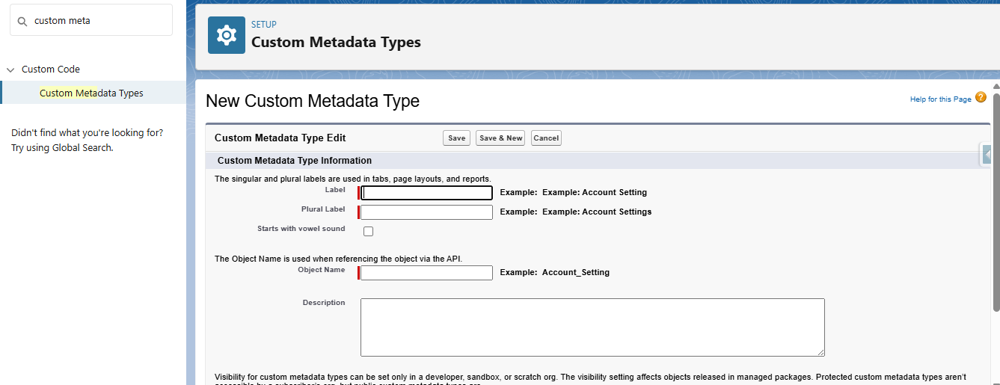 custom meta
Custom Code
Custom Metadata Types
Didn't find what you're looking for?
Try using Global Search.
SETUP
Custom Metadata Types
New Custom Metadata Type
Help for this Page ?
Custom Metadata Type Edit
Save
Save & New
Cancel
Custom Metadata Type Information
The singular and plural labels are used in tabs, page layouts, and reports.
Label
Example: Example: Account Setting
Plural Label
Example: Example: Account Settings
Starts with vowel sound
The Object Name is used when referencing the object via the API.
Object Name
Example: Account_Setting
Description
Visibility for custom metadata types can be set only in a developer, sandbox, or scratch org. The visibility setting affects objects released in managed packages. Protected custom metadata types aren't